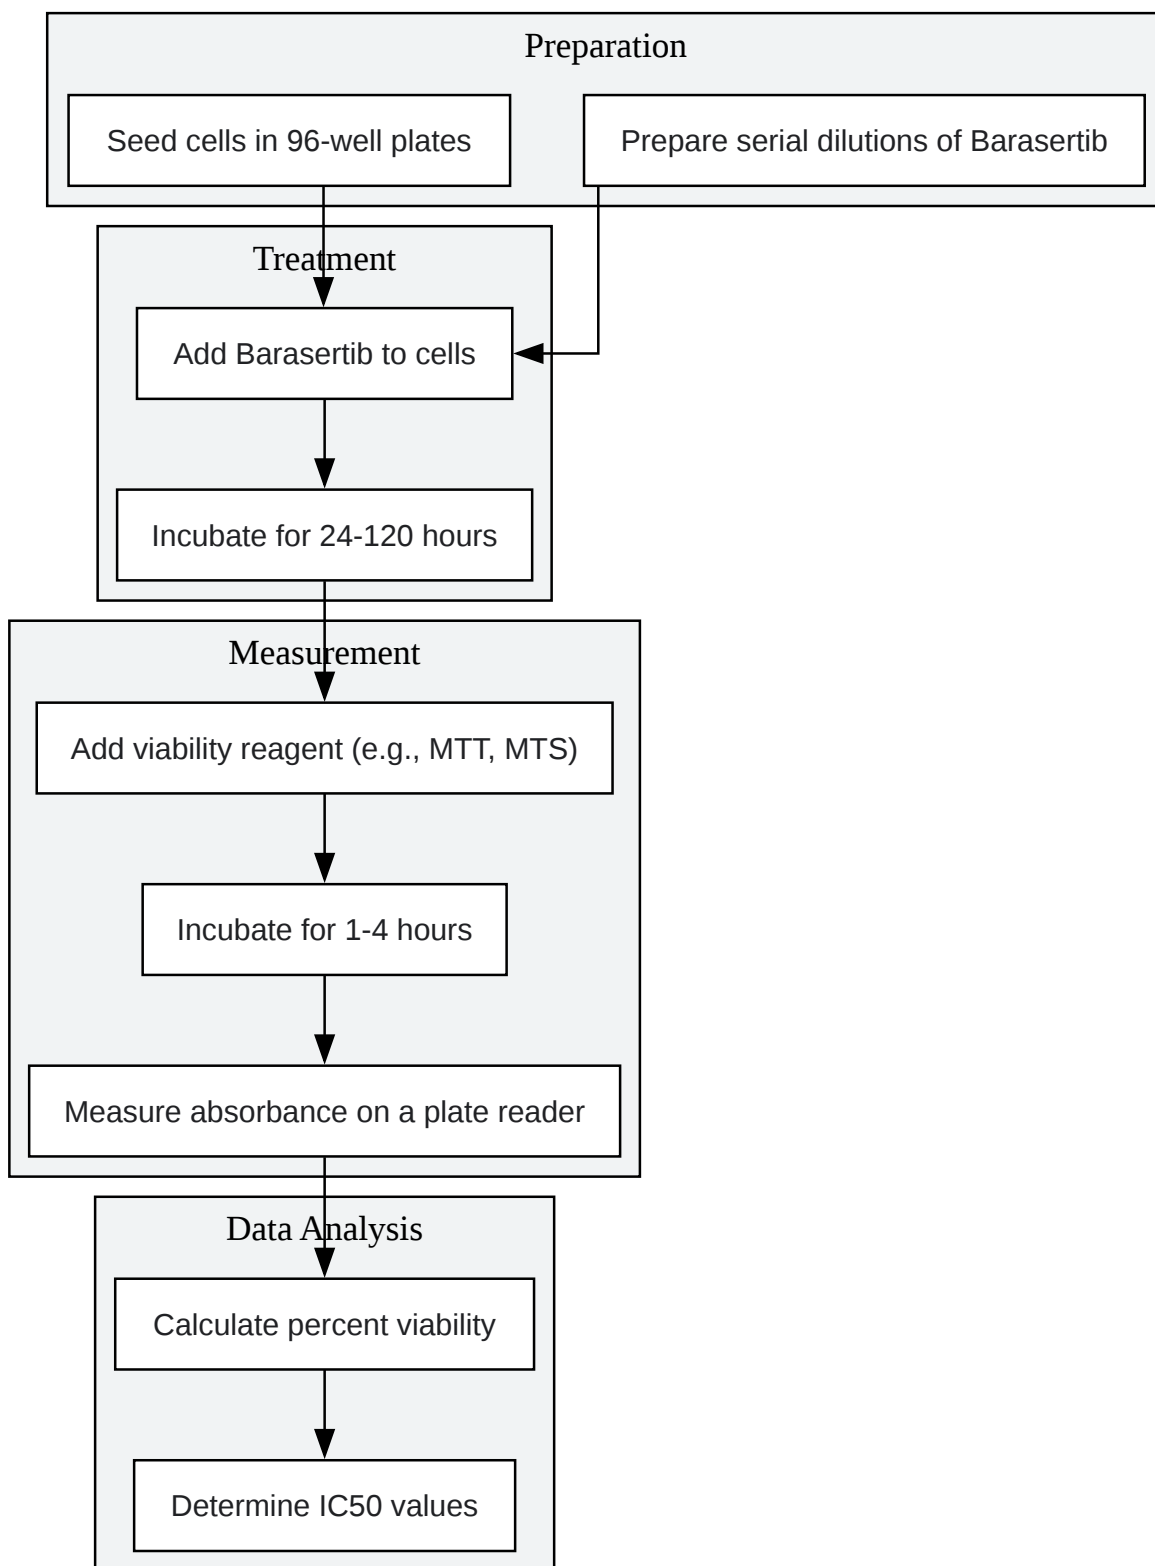 Preparation
Seed cells in 96-well plates
Prepare serial dilutions of Barasertib
Treatment
Add Barasertib to cells
Incubate for 24-120 hours
Measurement
Add viability reagent (e.g., MTT, MTS)
Incubate for 1-4 hours
Measure absorbance on a plate reader
Data Analysis
Calculate percent viability
Determine IC50 values